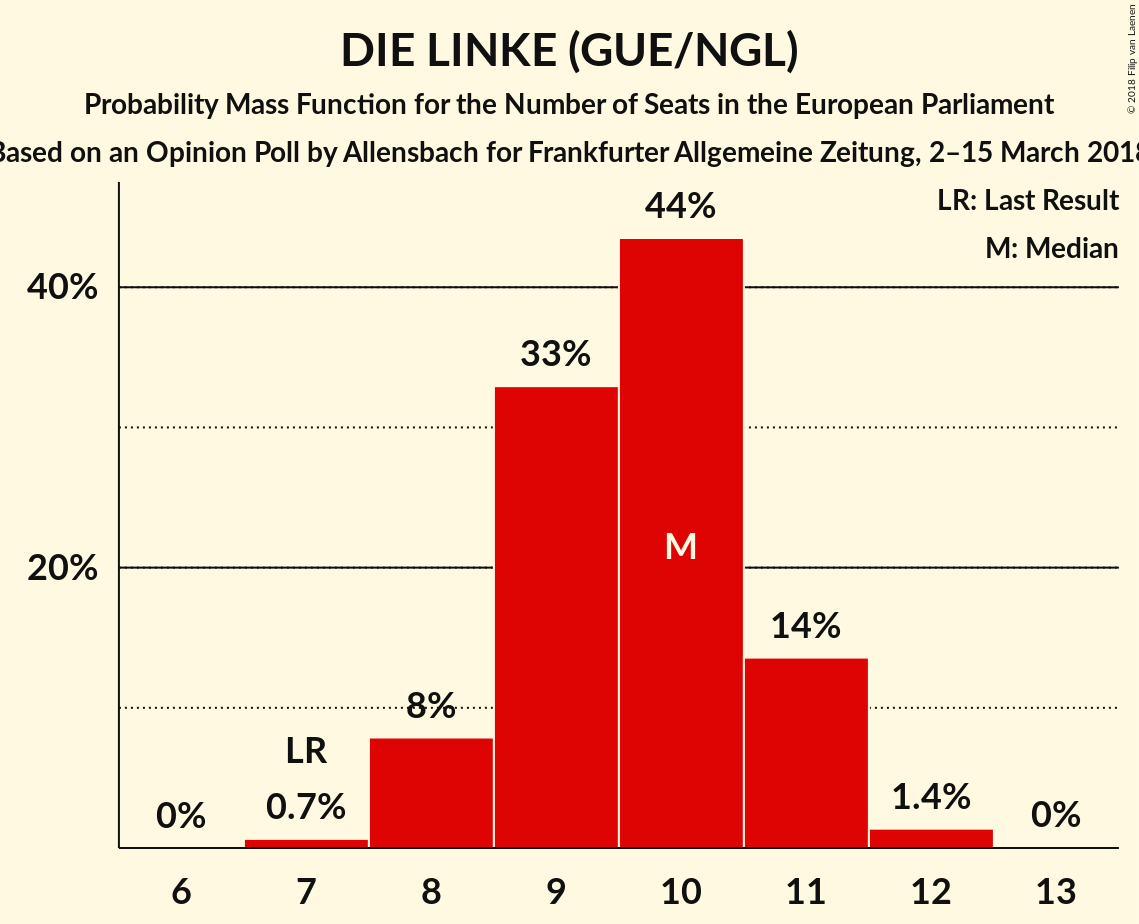 DIE LINKE (GUE/NGL)
Probability Mass Function for the Number of Seats in the European Parliament
Based on an Opinion Poll by Allensbach for Frankfurter Allgemeine Zeitung, 2–15 March 2018
© 2018 Filip van Laenen
LR: Last Result
M: Median
44%
40%
33%
M
20%
14%
8%
LR
0%
0.7%
1.4%
0%
6 7 8 9 10 11 12 13